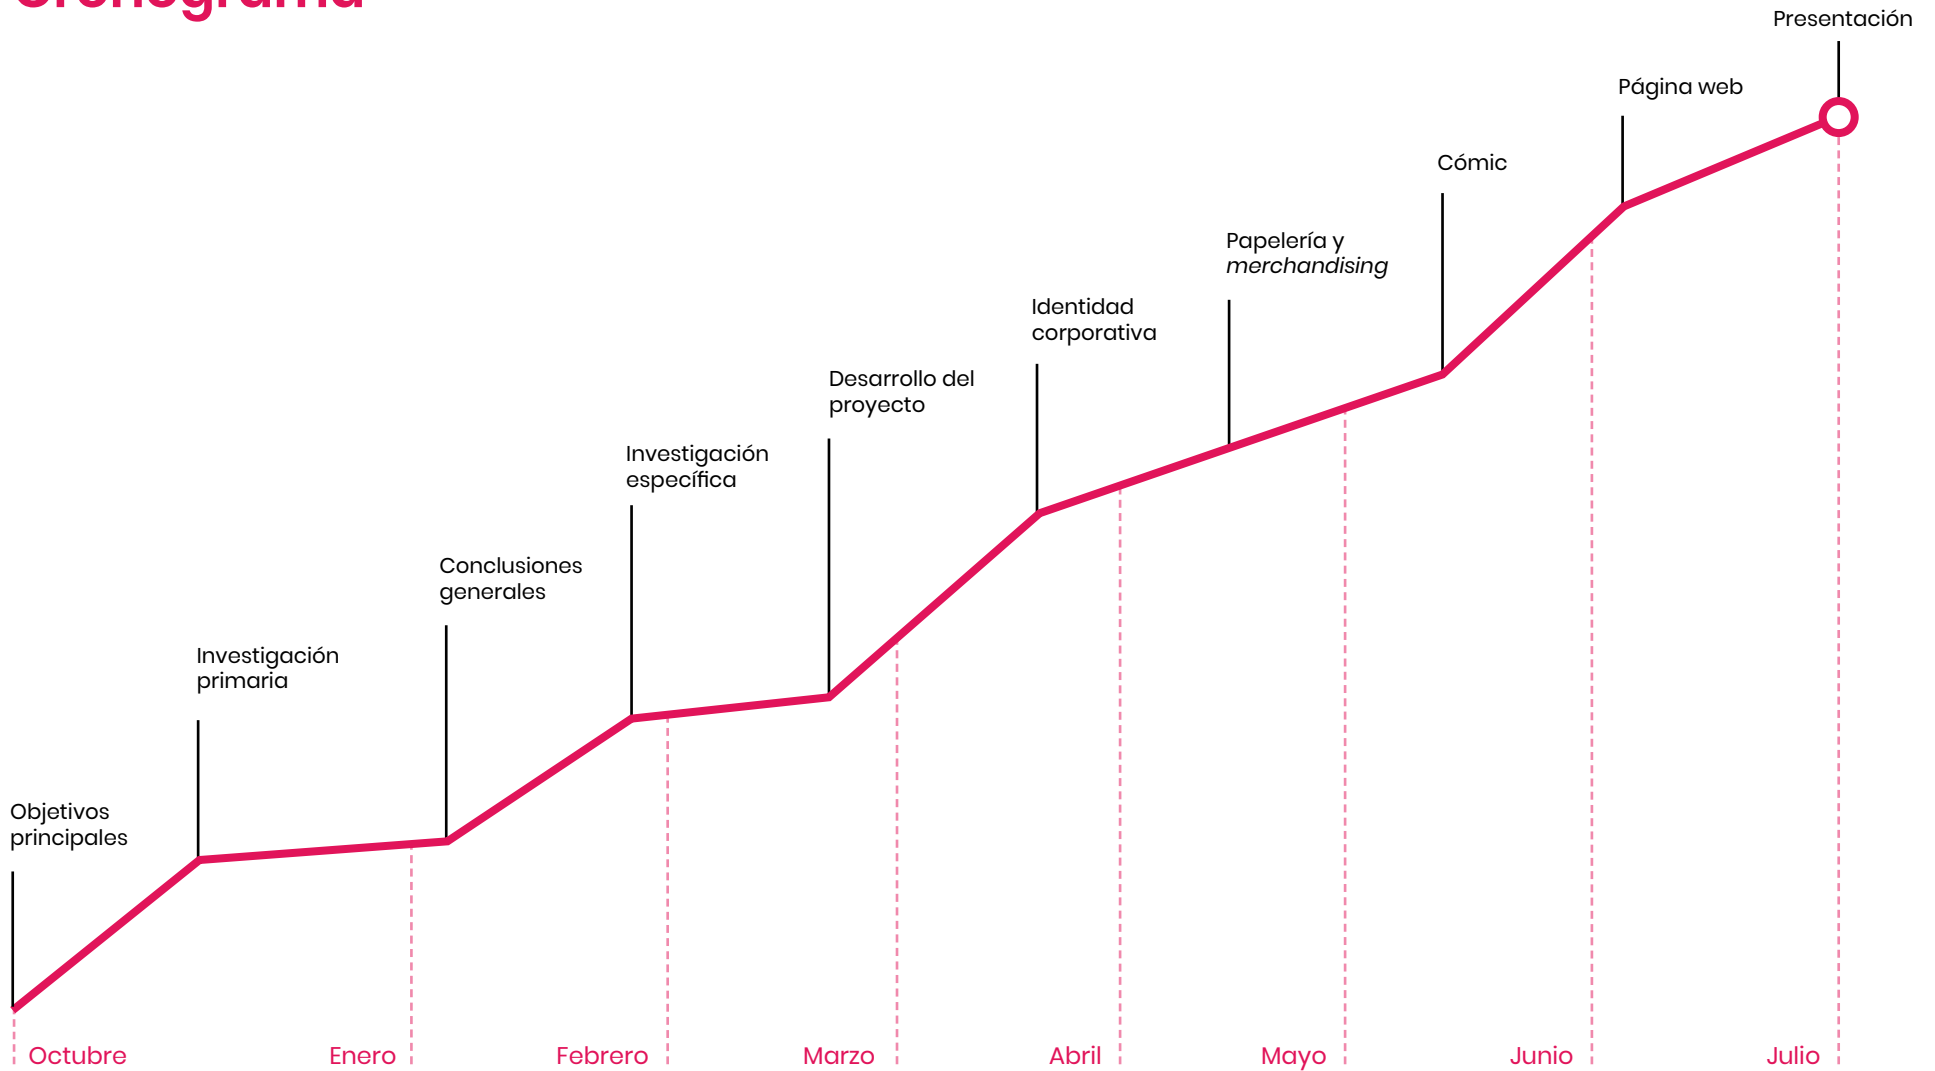 Cronograma
Presentación
Página web
Cómic
Papelería y
merchandising
Identidad
corporativa
Desarrollo del
proyecto
Investigación
específica
Conclusiones
generales
Investigación
primaria
Objetivos
principales
Octubre
Enero
Febrero
Marzo
Abril
Mayo
Junio
Julio